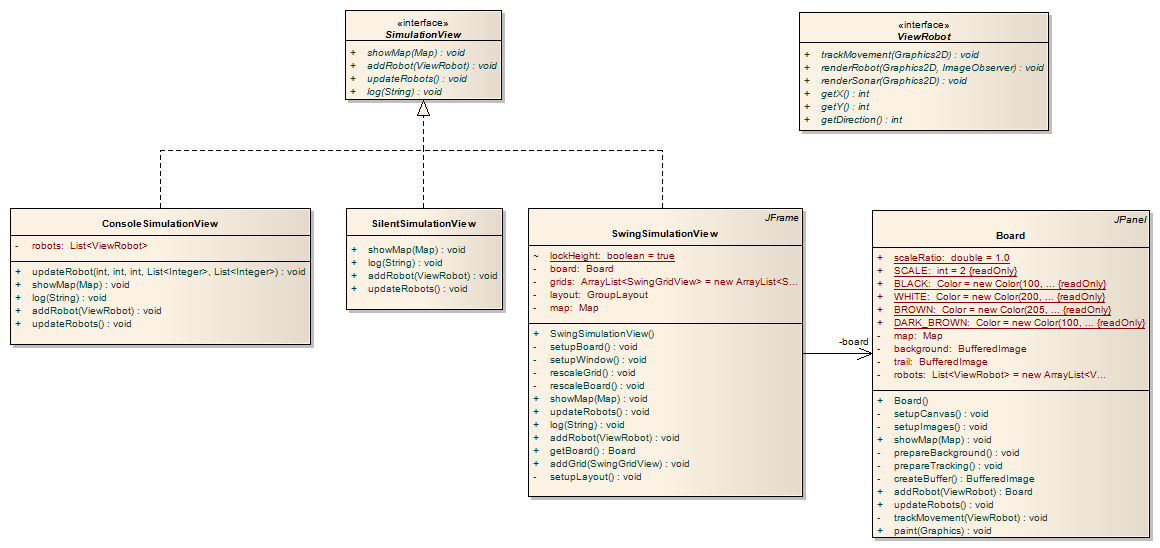 «interface»
SimulationView
+ showMap(Map) : void
+ addRobot(ViewRobot) : void
+ updateRobots() : void
+ log(String) : void
«interface»
ViewRobot
+ trackMovement(Graphics2D) : void
+ renderRobot(Graphics2D, ImageObserver) : void
+ renderSonar(Graphics2D) : void
+ getX() : int
+ getY() : int
+ getDirection() : int
ConsoleSimulationView
- robots: List<ViewRobot>
+ updateRobot(int, int, int, List<Integer>, List<Integer>) : void
+ showMap(Map) : void
+ log(String) : void
+ addRobot(ViewRobot) : void
+ updateRobots() : void
SilentSimulationView
+ showMap(Map) : void
+ log(String) : void
+ addRobot(ViewRobot) : void
+ updateRobots() : void
JFrame
SwingSimulationView
~ lockHeight: boolean = true
- board: Board
- grids: ArrayList<SwingGridView> = new ArrayList<S...
- layout: GroupLayout
- map: Map
+ SwingSimulationView()
- setupBoard() : void
- setupWindow() : void
- rescaleGrid() : void
- rescaleBoard() : void
+ showMap(Map) : void
+ updateRobots() : void
+ log(String) : void
+ addRobot(ViewRobot) : void
+ getBoard() : Board
+ addGrid(SwingGridView) : void
- setupLayout() : void
-board
JPanel
Board
+ scaleRatio: double = 1.0
+ SCALE: int = 2 {readOnly}
+ BLACK: Color = new Color(100, ... {readOnly}
+ WHITE: Color = new Color(200, ... {readOnly}
+ BROWN: Color = new Color(205, ... {readOnly}
+ DARK_BROWN: Color = new Color(100, ... {readOnly}
- map: Map
- background: BufferedImage
- trail: BufferedImage
- robots: List<ViewRobot> = new ArrayList<V...
+ Board()
- setupCanvas() : void
- setupImages() : void
+ showMap(Map) : void
- prepareBackground() : void
- prepareTracking() : void
- createBuffer() : BufferedImage
+ addRobot(ViewRobot) : Board
+ updateRobots() : void
- trackMovement(ViewRobot) : void
+ paint(Graphics) : void